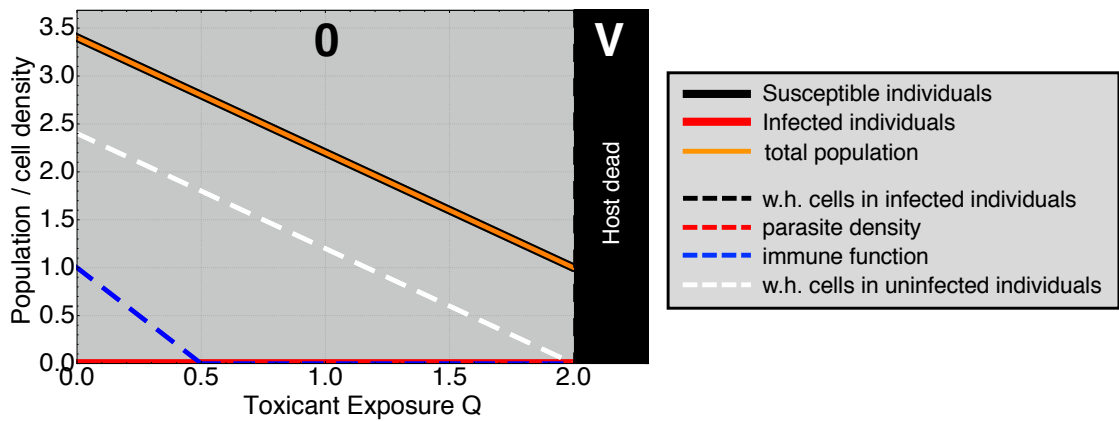 0
V
3.5
3.0
2.5
2.0
1.5
1.0
0.5
0.0
Population / cell density
Host dead
0.0
0.5
1.0
1.5
2.0
Toxicant Exposure Q
Susceptible individuals
Infected individuals
total population
w.h. cells in infected individuals
parasite density
immune function
w.h. cells in uninfected individuals